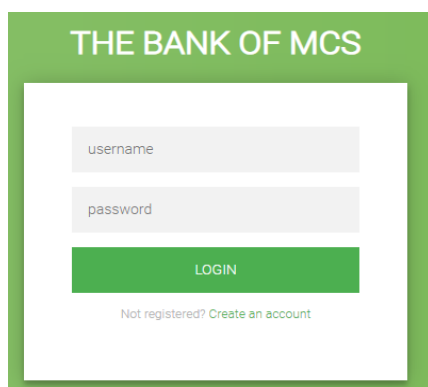 THE BANK OF MCS
username
password
LOGIN
Not registered? Create an account